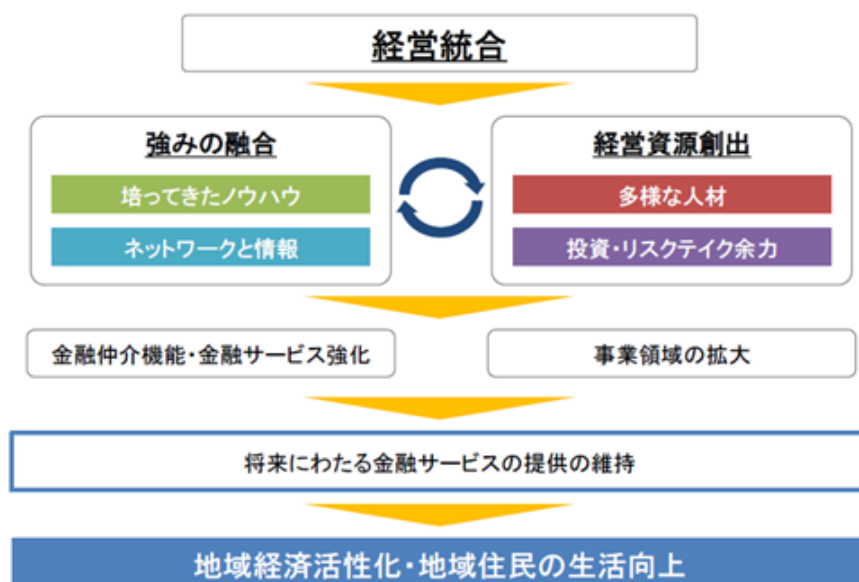 経営統合
強みの融合
培ってきたノウハウ
ネットワークと情報
経営資源創出
多様な人材
投資・リスクテイク余力
金融仲介機能・金融サービス強化
事業領域の拡大
将来にわたる金融サービスの提供の維持
地域経済活性化・地域住民の生活向上